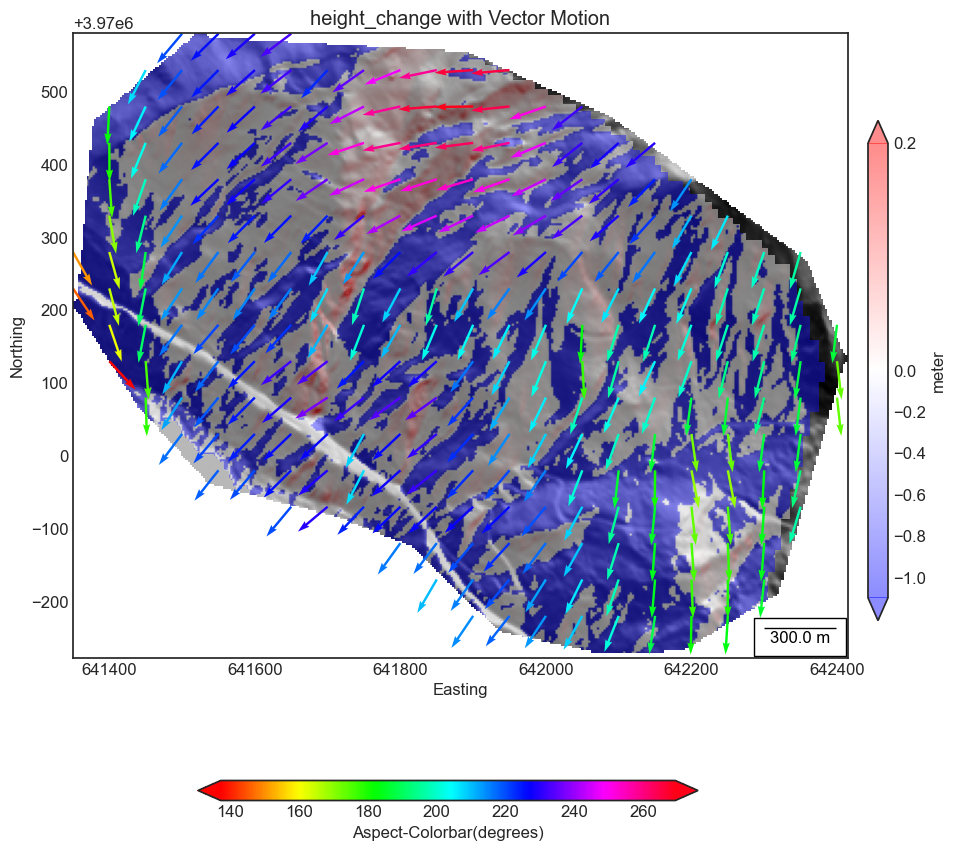 height_change with Vector Motion
+3.97e6
500
400
300
200
100
0
−100
−200
Northing
641400 641600 641800 642000 642200 642400
Easting
300.0 m
0.2
0.0
−0.2
−0.4
−0.6
−0.8
−1.0
meter
140 160 180 200 220 240 260
Aspect-Colorbar(degrees)